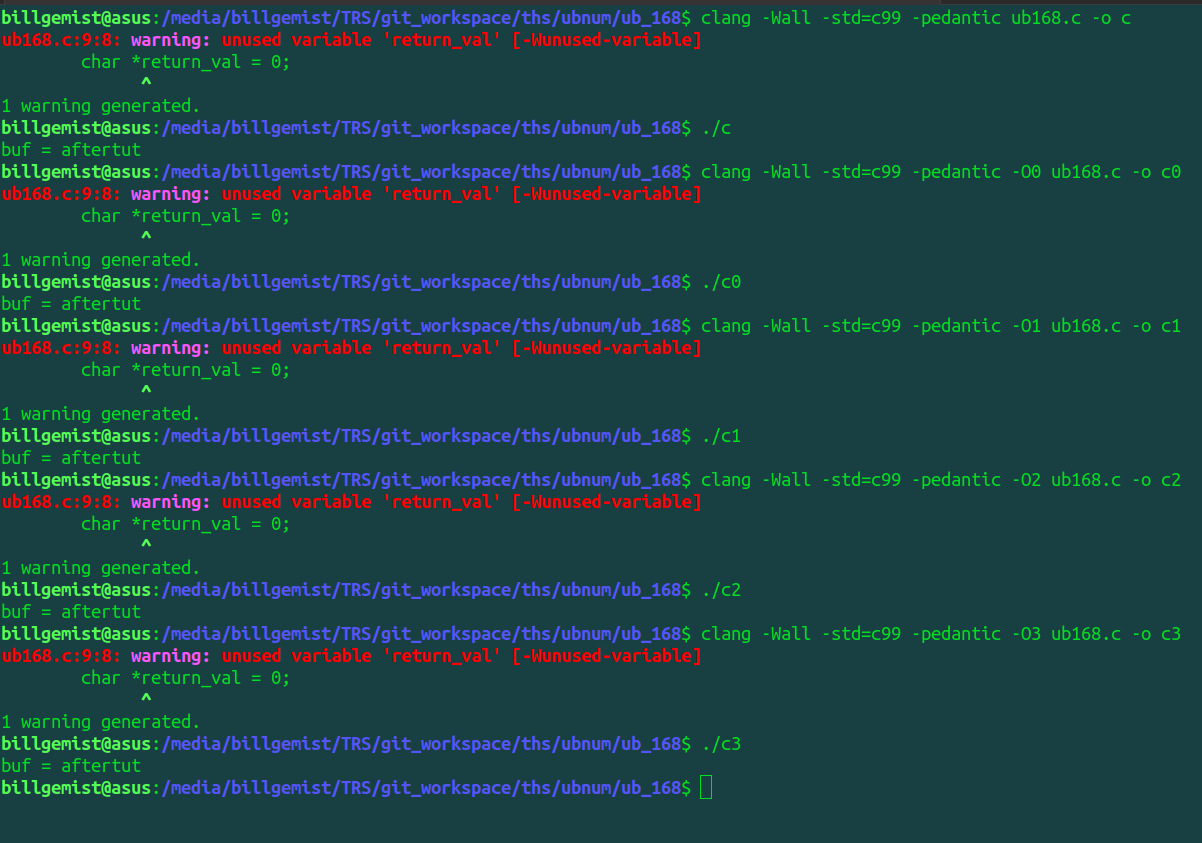 billgemist@asus:/media/billgemist/TRS/git_workspace/ths/ubnum/ub_168$ clang -Wall -std=c99 -pedantic ub168.c -o c
ub168.c:9:8: warning: unused variable 'return_val' [-Wunused-variable]
        char *return_val = 0;
              ^
1 warning generated.
billgemist@asus:/media/billgemist/TRS/git_workspace/ths/ubnum/ub_168$ ./c
buf = aftertut
billgemist@asus:/media/billgemist/TRS/git_workspace/ths/ubnum/ub_168$ clang -Wall -std=c99 -pedantic -O0 ub168.c -o c0
ub168.c:9:8: warning: unused variable 'return_val' [-Wunused-variable]
        char *return_val = 0;
              ^
1 warning generated.
billgemist@asus:/media/billgemist/TRS/git_workspace/ths/ubnum/ub_168$ ./c0
buf = aftertut
billgemist@asus:/media/billgemist/TRS/git_workspace/ths/ubnum/ub_168$ clang -Wall -std=c99 -pedantic -O1 ub168.c -o c1
ub168.c:9:8: warning: unused variable 'return_val' [-Wunused-variable]
        char *return_val = 0;
              ^
1 warning generated.
billgemist@asus:/media/billgemist/TRS/git_workspace/ths/ubnum/ub_168$ ./c1
buf = aftertut
billgemist@asus:/media/billgemist/TRS/git_workspace/ths/ubnum/ub_168$ clang -Wall -std=c99 -pedantic -O2 ub168.c -o c2
ub168.c:9:8: warning: unused variable 'return_val' [-Wunused-variable]
        char *return_val = 0;
              ^
1 warning generated.
billgemist@asus:/media/billgemist/TRS/git_workspace/ths/ubnum/ub_168$ ./c2
buf = aftertut
billgemist@asus:/media/billgemist/TRS/git_workspace/ths/ubnum/ub_168$ clang -Wall -std=c99 -pedantic -O3 ub168.c -o c3
ub168.c:9:8: warning: unused variable 'return_val' [-Wunused-variable]
        char *return_val = 0;
              ^
1 warning generated.
billgemist@asus:/media/billgemist/TRS/git_workspace/ths/ubnum/ub_168$ ./c3
buf = aftertut
billgemist@asus:/media/billgemist/TRS/git_workspace/ths/ubnum/ub_168$